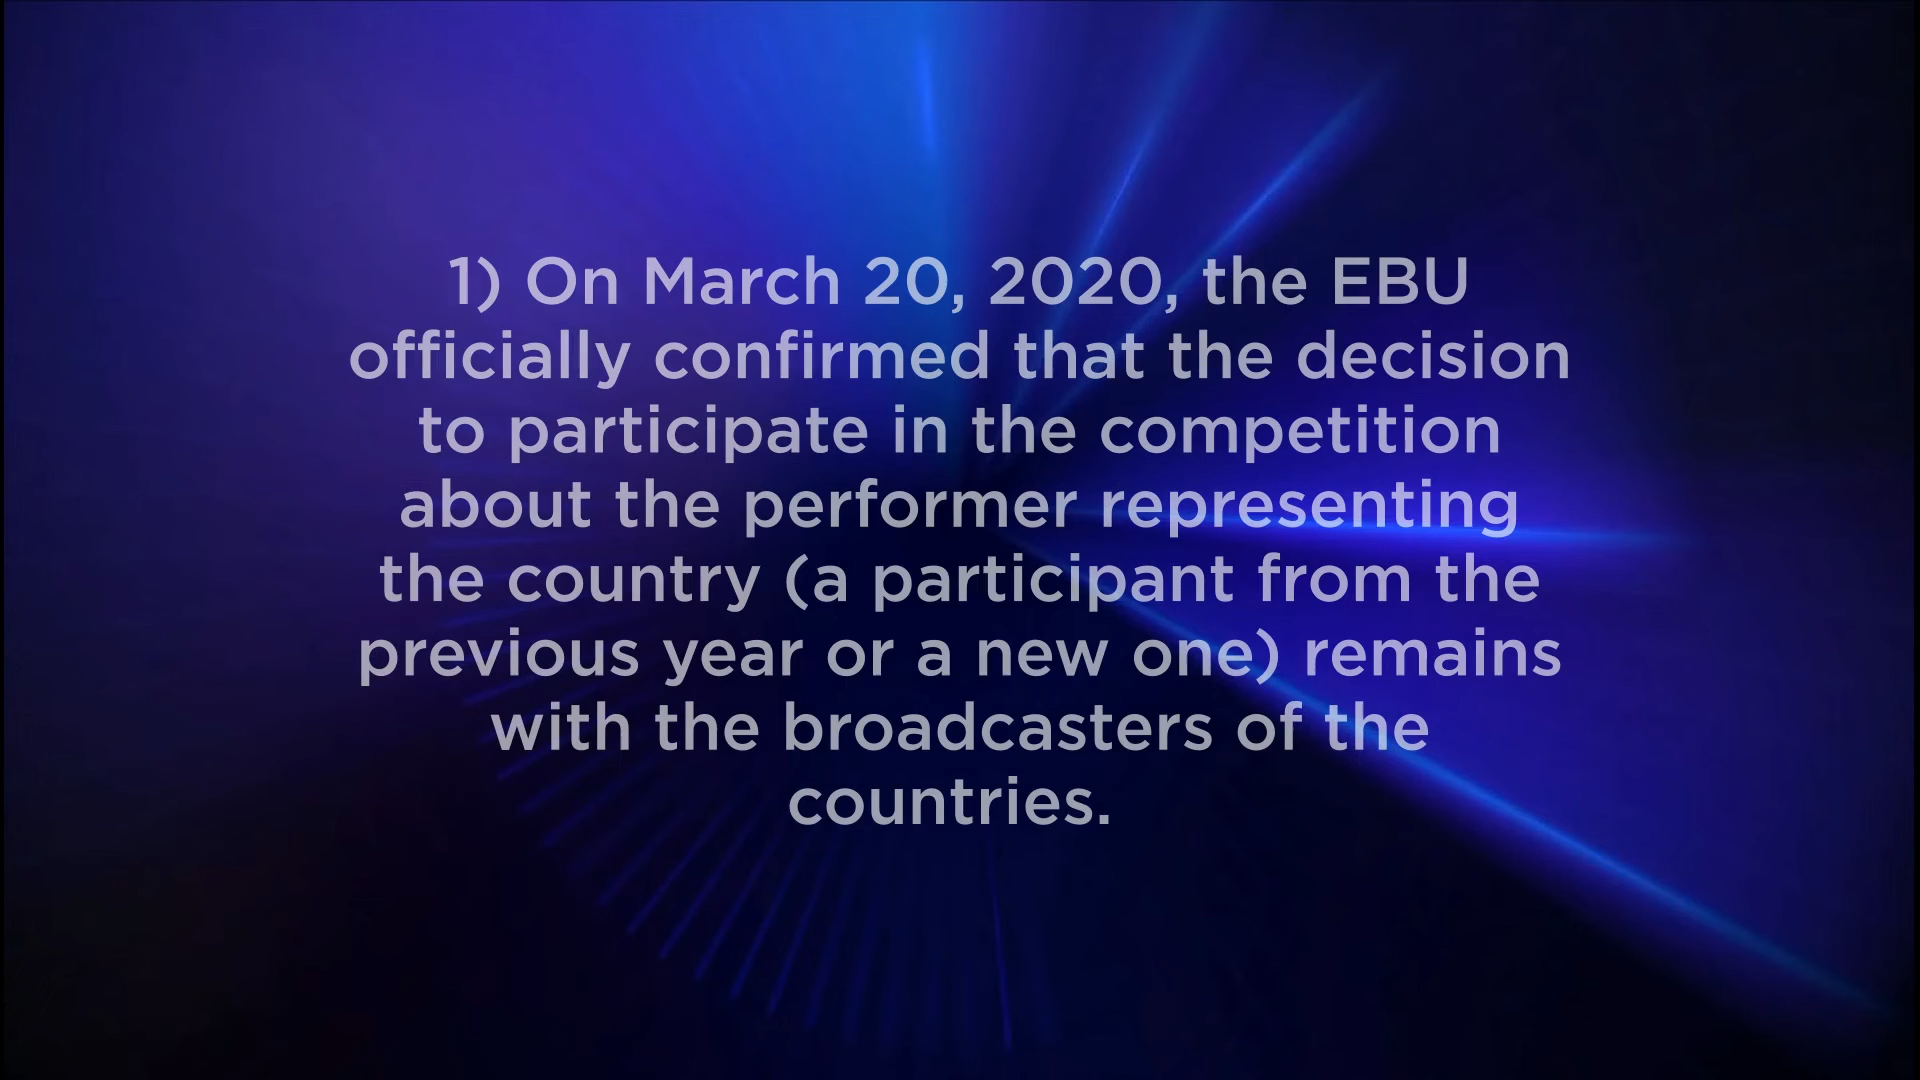 1) On March 20, 2020, the EBU
officially confirmed that the decision
to participate in the competition
about the performer representing
the country (a participant from the
previous year or a new one) remains
with the broadcasters of the
countries.